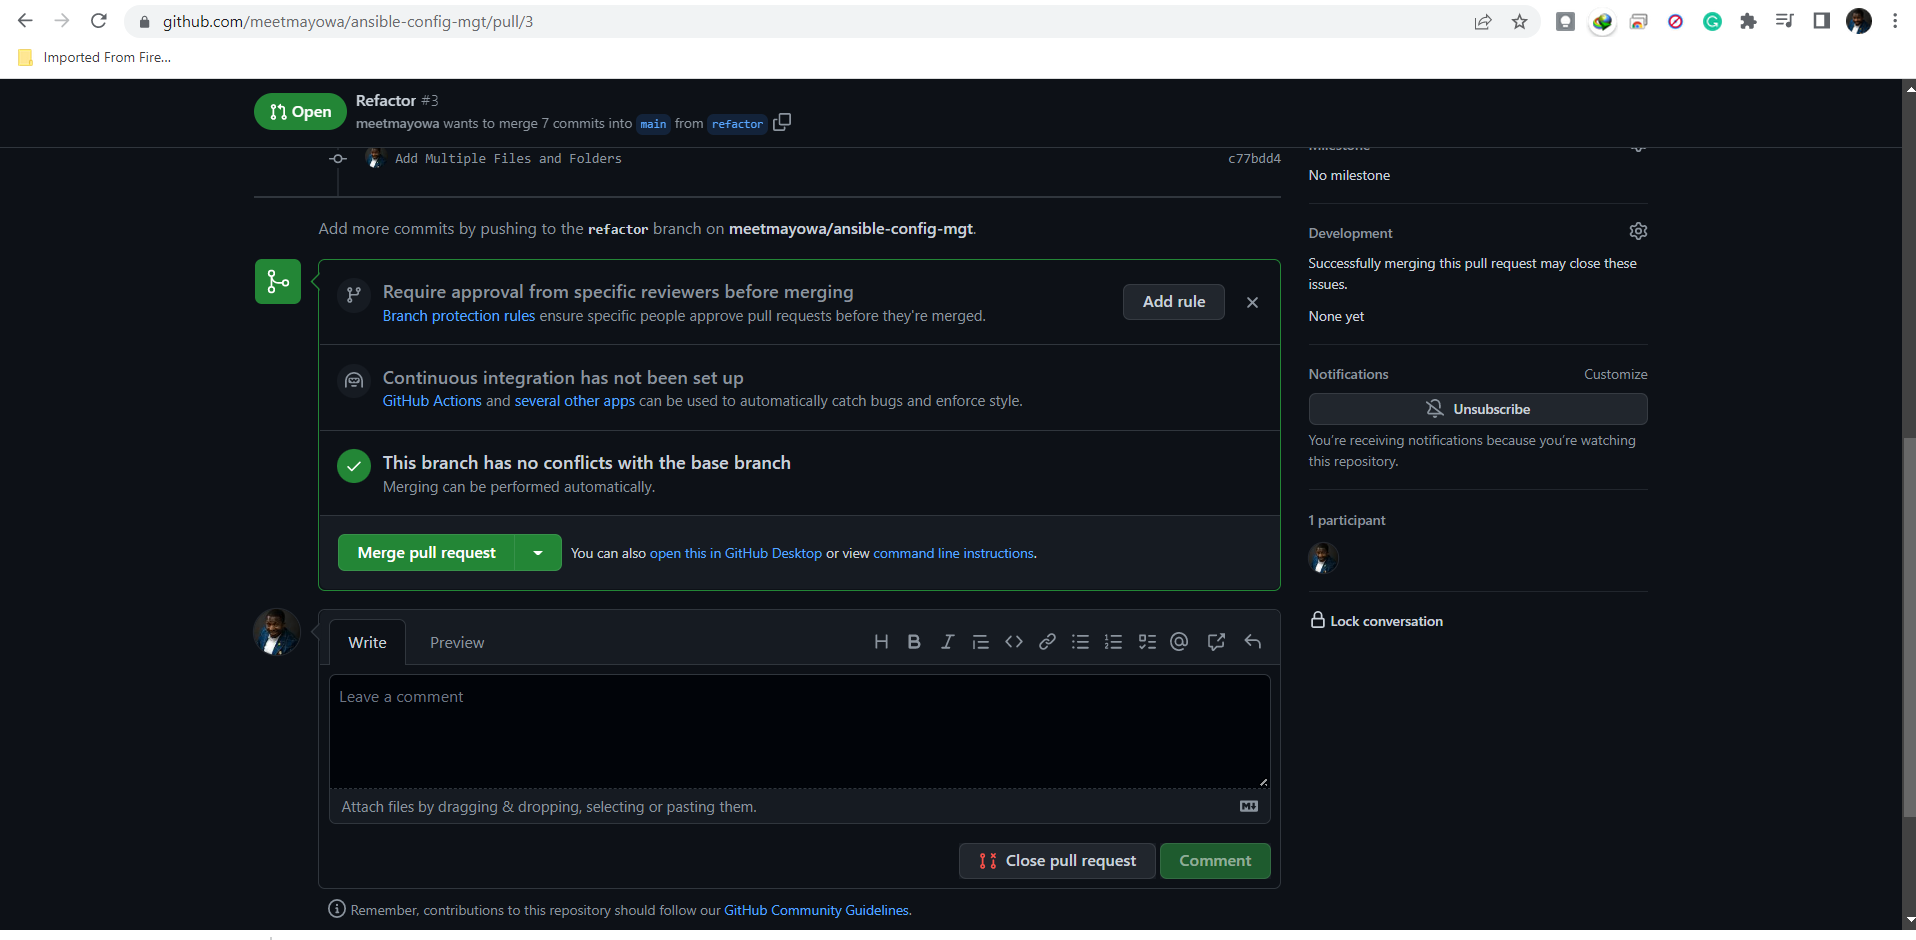 github.com/meetmayowa/ansible-config-mgt/pull/3
Imported From Fire...
Open
Refactor #3
meetmayowa wants to merge 7 commits into main from refactor
Add Multiple Files and Folders c77bdd4
Milestone
No milestone
Add more commits by pushing to the refactor branch on meetmayowa/ansible-config-mgt.
Development
Successfully merging this pull request may close these
issues.
None yet
Require approval from specific reviewers before merging
Branch protection rules ensure specific people approve pull requests before they're merged.
Add rule
Continuous integration has not been set up
GitHub Actions and several other apps can be used to automatically catch bugs and enforce style.
Notifications Customize
Unsubscribe
You're receiving notifications because you're watching
this repository.
This branch has no conflicts with the base branch
Merging can be performed automatically.
1 participant
Merge pull request
You can also open this in GitHub Desktop or view command line instructions.
Lock conversation
Write Preview
Leave a comment
Attach files by dragging & dropping, selecting or pasting them.
Close pull request Comment
Remember, contributions to this repository should follow our GitHub Community Guidelines.